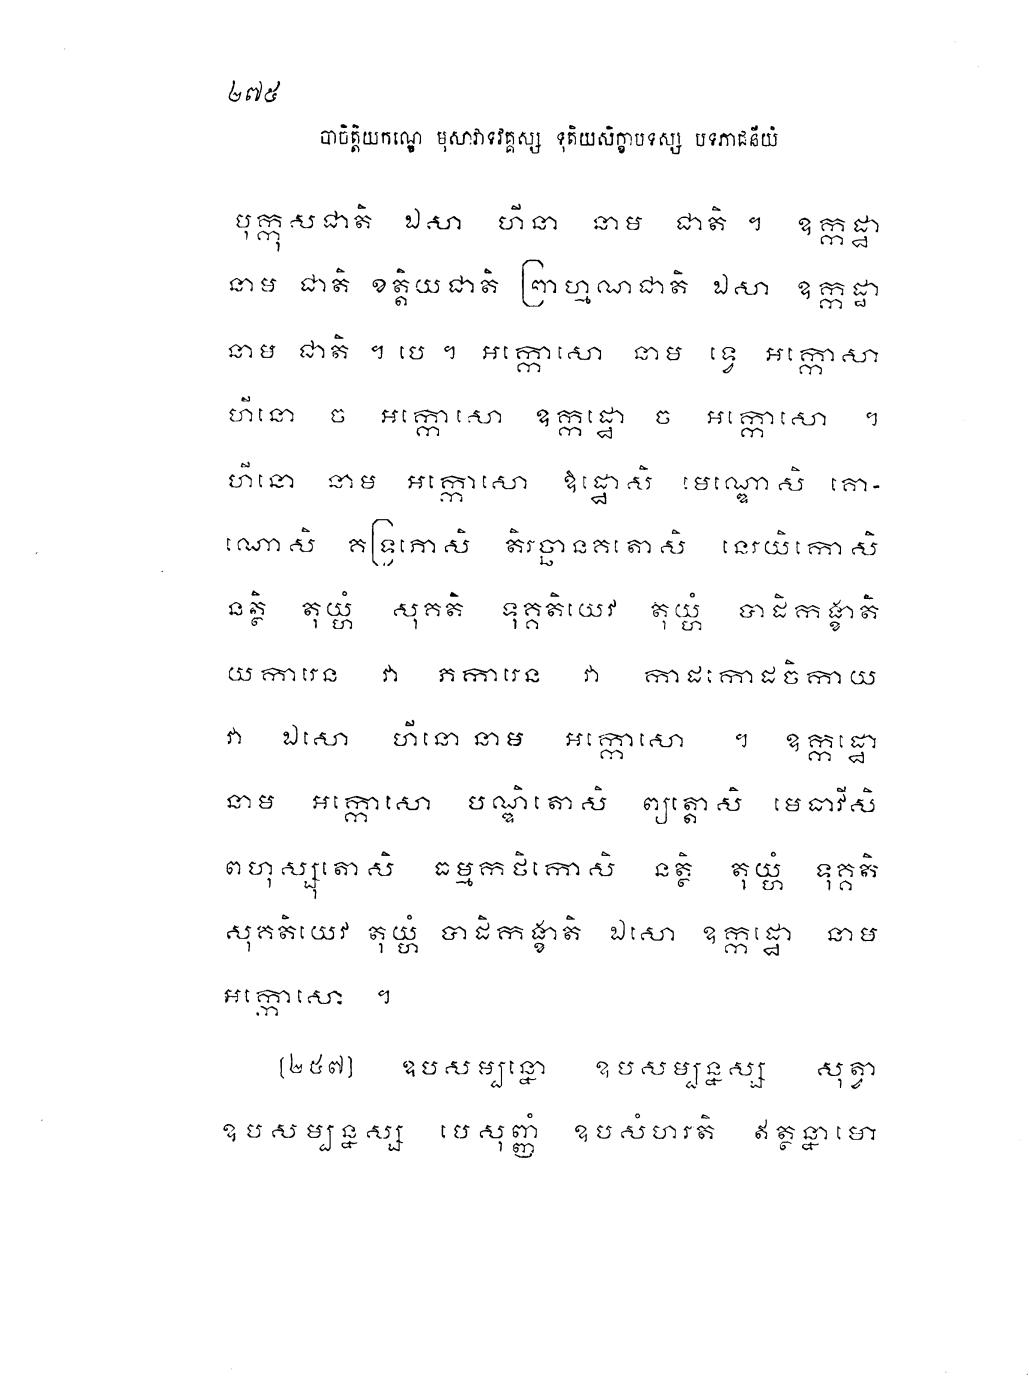 ២៧៥
បាចិត្តិយកណ្ឌេ មុសាវាទវគ្គស្ស ទុតិយសិក្ខាបទស្ស បទភាជនីយំ
បុក្កុសជាតិ ឯសា ហីនា នាម ជាតិ ។ ឧក្កដ្ឋា
នាម ជាតិ ខត្តិយជាតិ ព្រាហ្មណជាតិ ឯសា ឧក្កដ្ឋា
នាម ជាតិ ។ បេ ។ អក្កោសោ នាម ទ្វេ អក្កោសា
ហីនោ ច អក្កោសោ ឧក្កដ្ឋោ ច អក្កោសោ ។
ហីនោ នាម អក្កោសោ ឱដ្ឋោសិ មេណ្ឌោសិ គោ-
ណោសិ គទ្រភោសិ តិរច្ឆានគតោសិ នេរយិកោសិ
នត្ថិ តុយ្ហំ សុគតិ ទុគ្គតិយេវ តុយ្ហំ បាដិកង្ខាតិ
យការេន វា ភការេន វា កាដកោដចិកាយ
វា ឯសោ ហីនោ នាម អក្កោសោ ។ ឧក្កដ្ឋោ
នាម អក្កោសោ បណ្ឌិតោសិ ព្យត្តោសិ មេធាវីសិ
ពហុស្សុតោសិ ធម្មកថិកោសិ នត្ថិ តុយ្ហំ ទុគ្គតិ
សុគតិយេវ តុយ្ហំ បាដិកង្ខាតិ ឯសោ ឧក្កដ្ឋោ នាម
អក្កោសោ ។
[២៥៧] ឧបសម្បន្នោ ឧបសម្បន្នស្ស សុត្វា
ឧបសម្បន្នស្ស បេសុញ្ញំ ឧបសំហរតិ ឥត្ថន្នាមោ